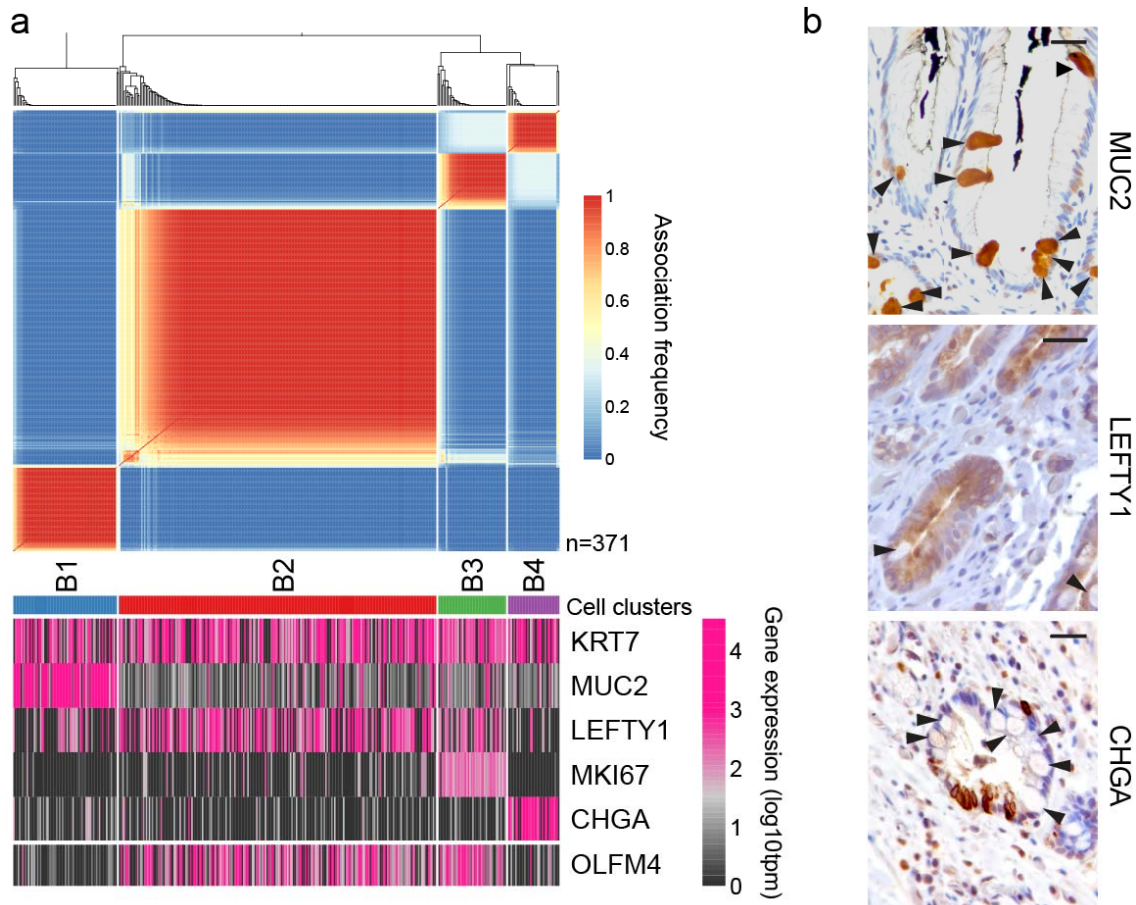 a
b
1
0.8
0.6
0.4
0.2
0
Association frequency
n=371
B1
B2
B3
B4
Cell clusters
KRT7
MUC2
LEFTY1
MKI67
CHGA
OLFM4
4
3
2
1
0
Gene expression (log10tpm)
MUC2
LEFTY1
CHGA